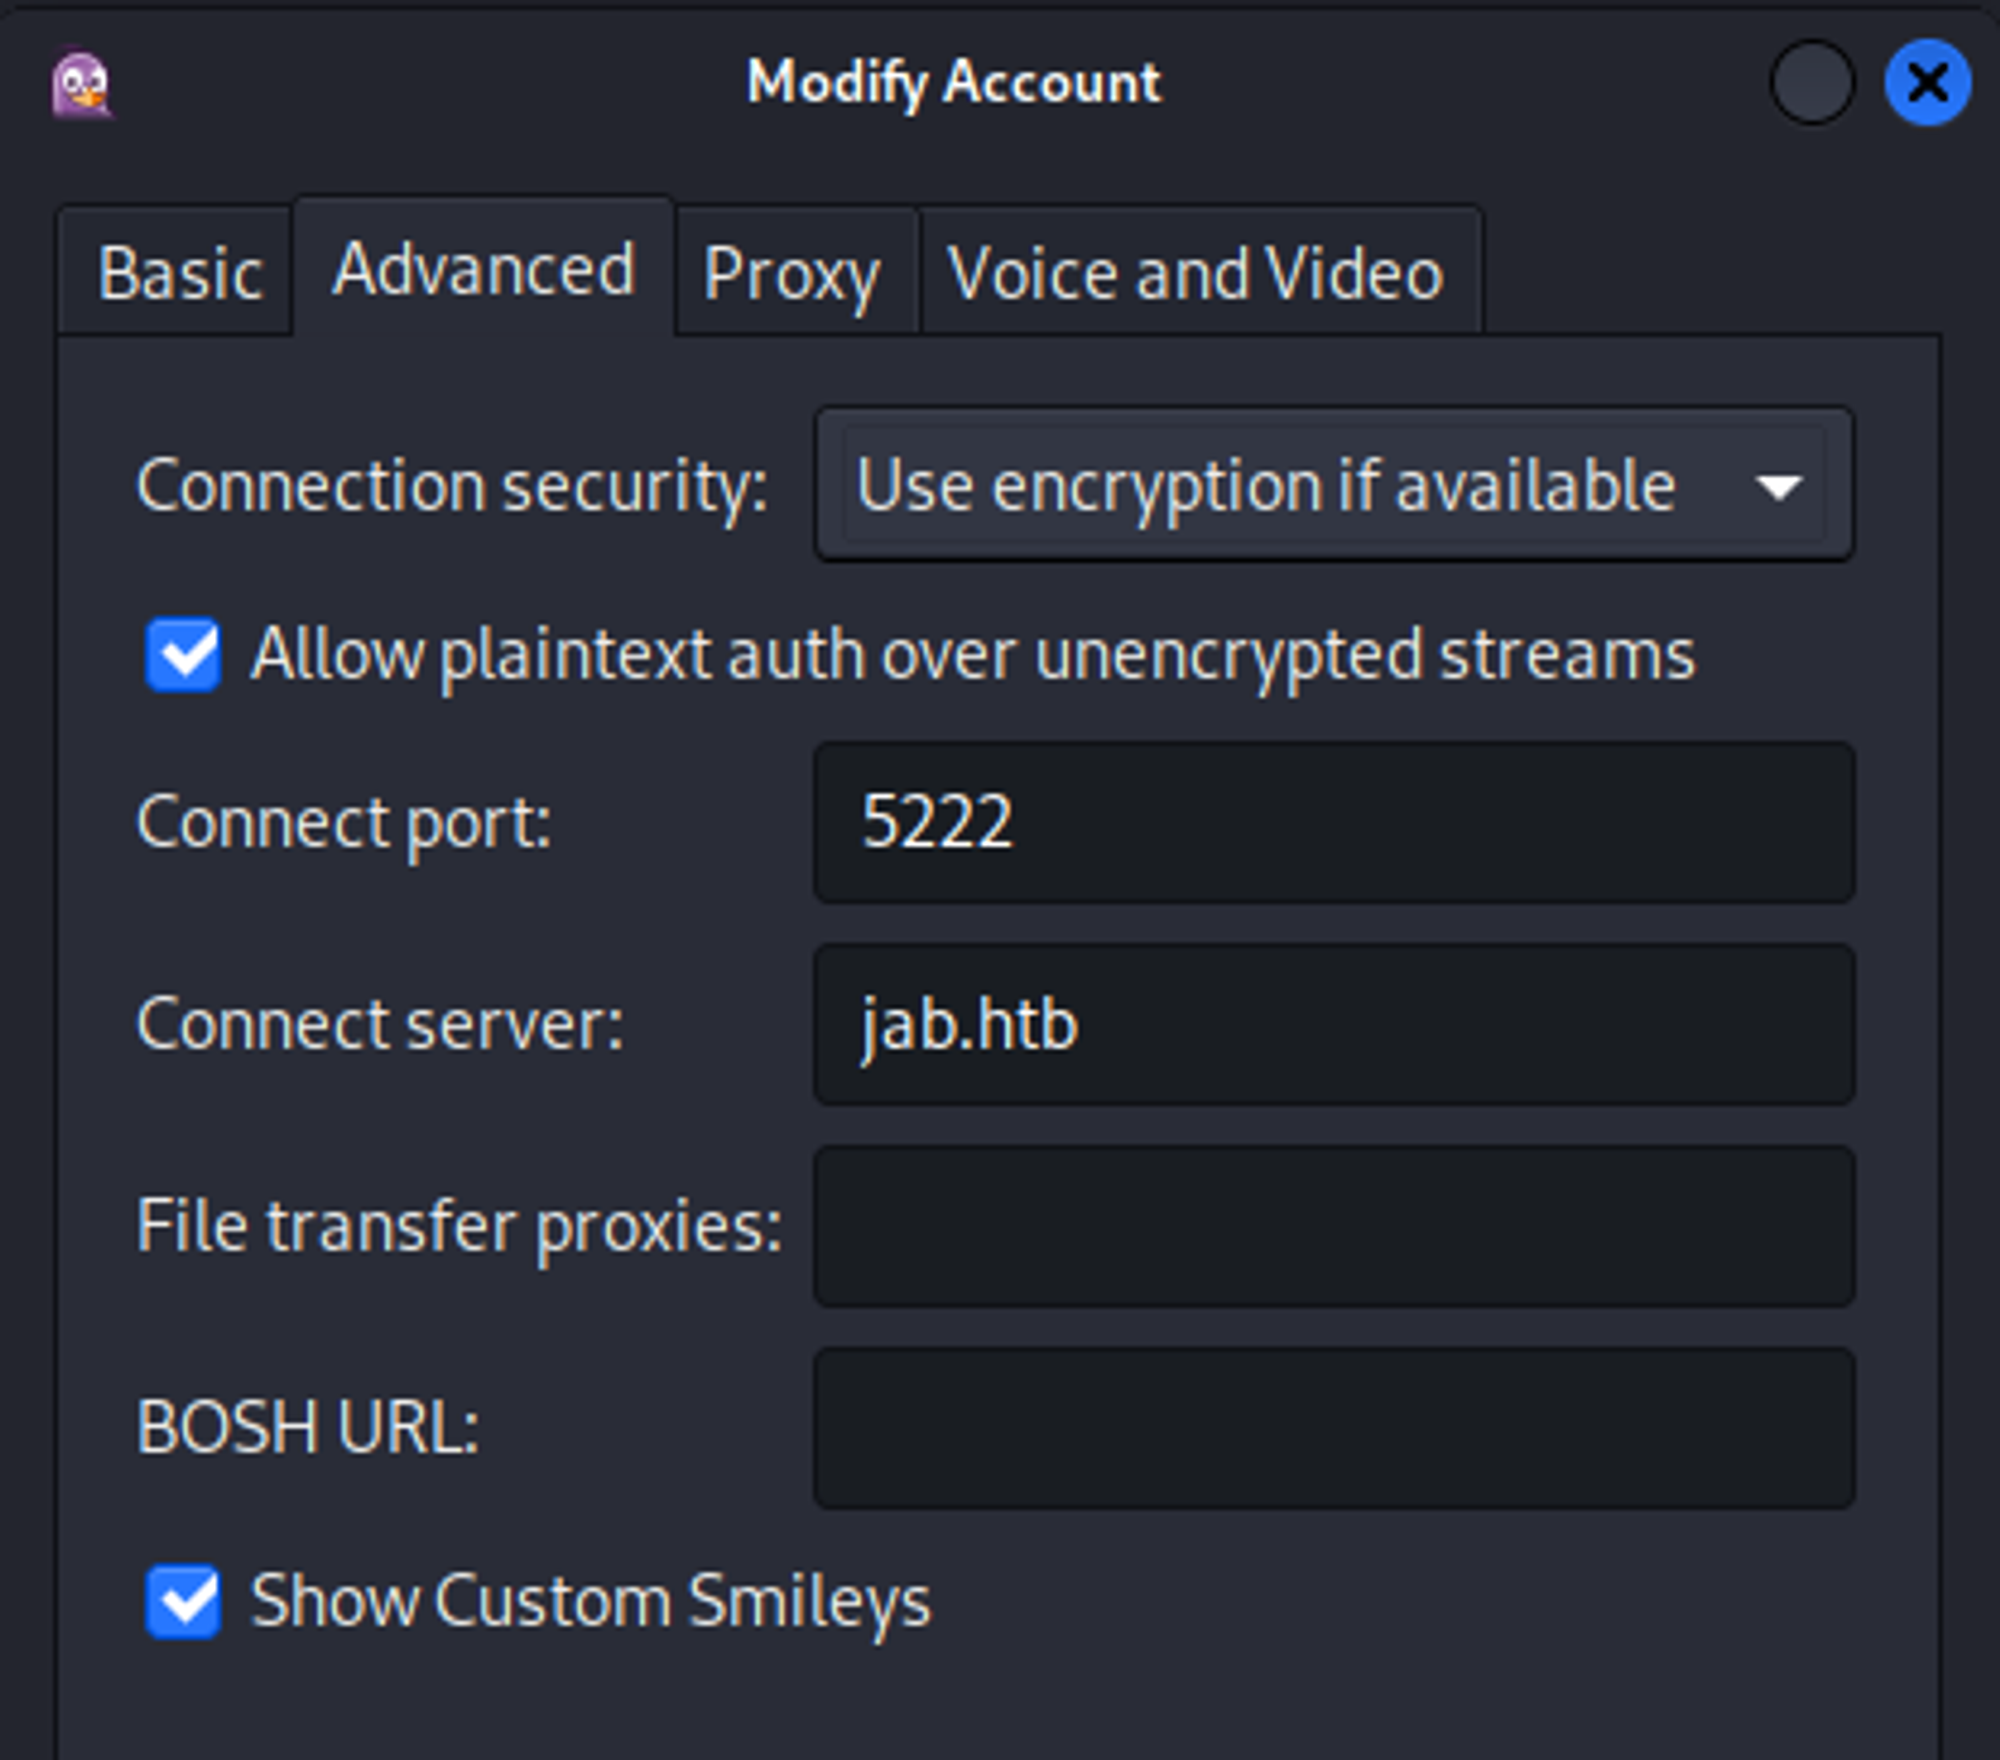 Modify Account
Basic Advanced Proxy Voice and Video
Connection security: Use encryption if available
Allow plaintext auth over unencrypted streams
Connect port: 5222
Connect server: jab.htb
File transfer proxies:
BOSH URL:
Show Custom Smileys